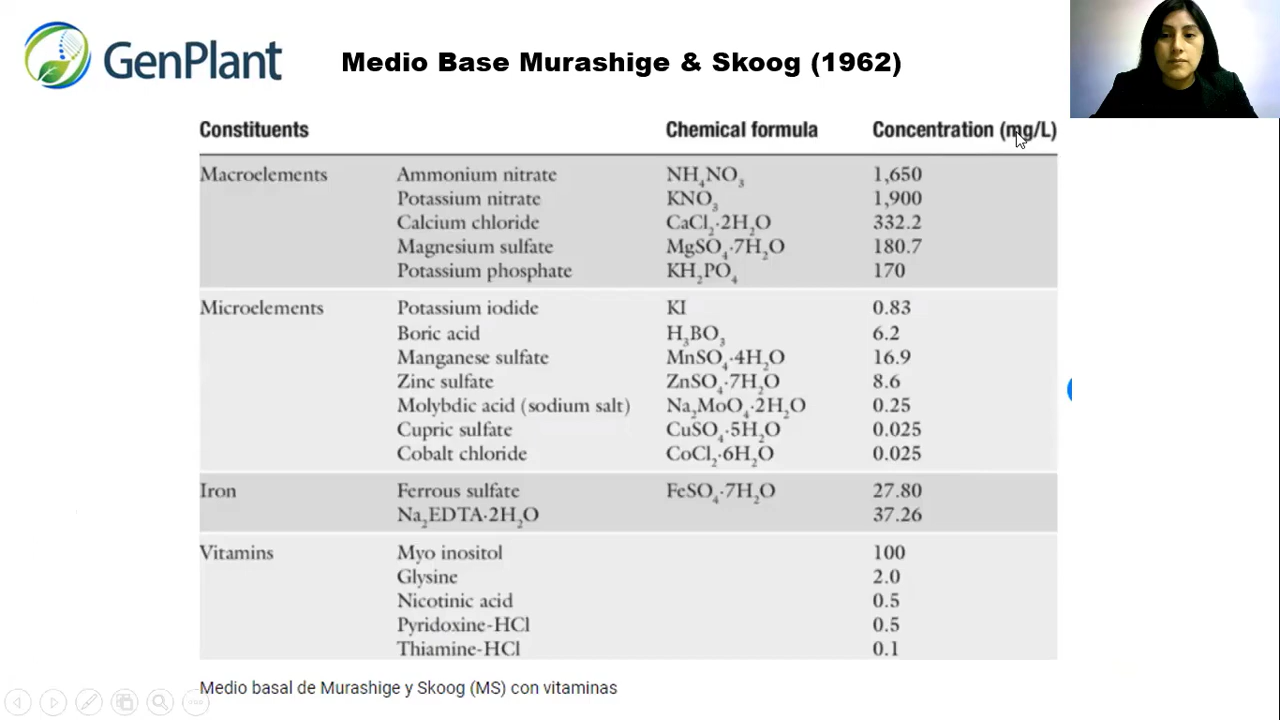 GenPlant
Medio Base Murashige & Skoog (1962)
Constituents Chemical formula Concentration (mg/L)
Macroelements Ammonium nitrate NH4NO3 1,650
Potassium nitrate KNO3 1,900
Calcium chloride CaCl2·2H2O 332.2
Magnesium sulfate MgSO4·7H2O 180.7
Potassium phosphate KH2PO4 170
Microelements Potassium iodide KI 0.83
Boric acid H3BO3 6.2
Manganese sulfate MnSO4·4H2O 16.9
Zinc sulfate ZnSO4·7H2O 8.6
Molybdic acid (sodium salt) Na2MoO4·2H2O 0.25
Cupric sulfate CuSO4·5H2O 0.025
Cobalt chloride CoCl2·6H2O 0.025
Iron Ferrous sulfate FeSO4·7H2O 27.80
Na2EDTA·2H2O 37.26
Vitamins Myo inositol 100
Glysine 2.0
Nicotinic acid 0.5
Pyridoxine-HCl 0.5
Thiamine-HCl 0.1
Medio basal de Murashige y Skoog (MS) con vitaminas